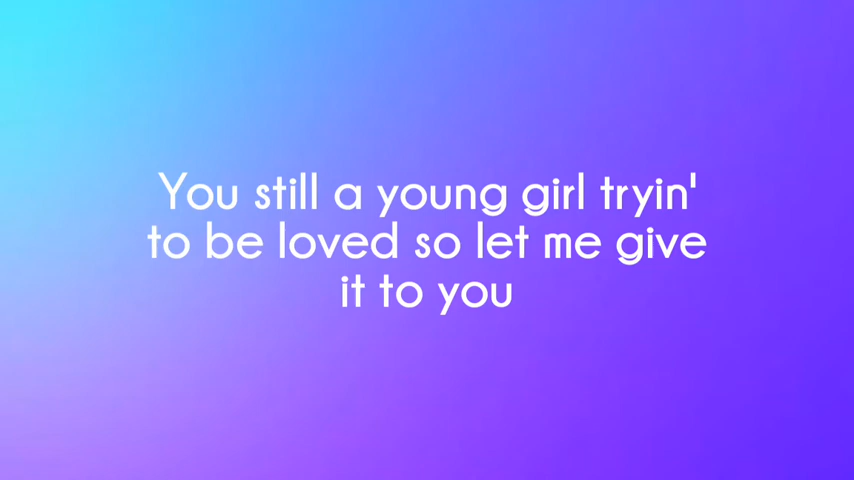 You still a young girl tryin'
to be loved so let me give
it to you